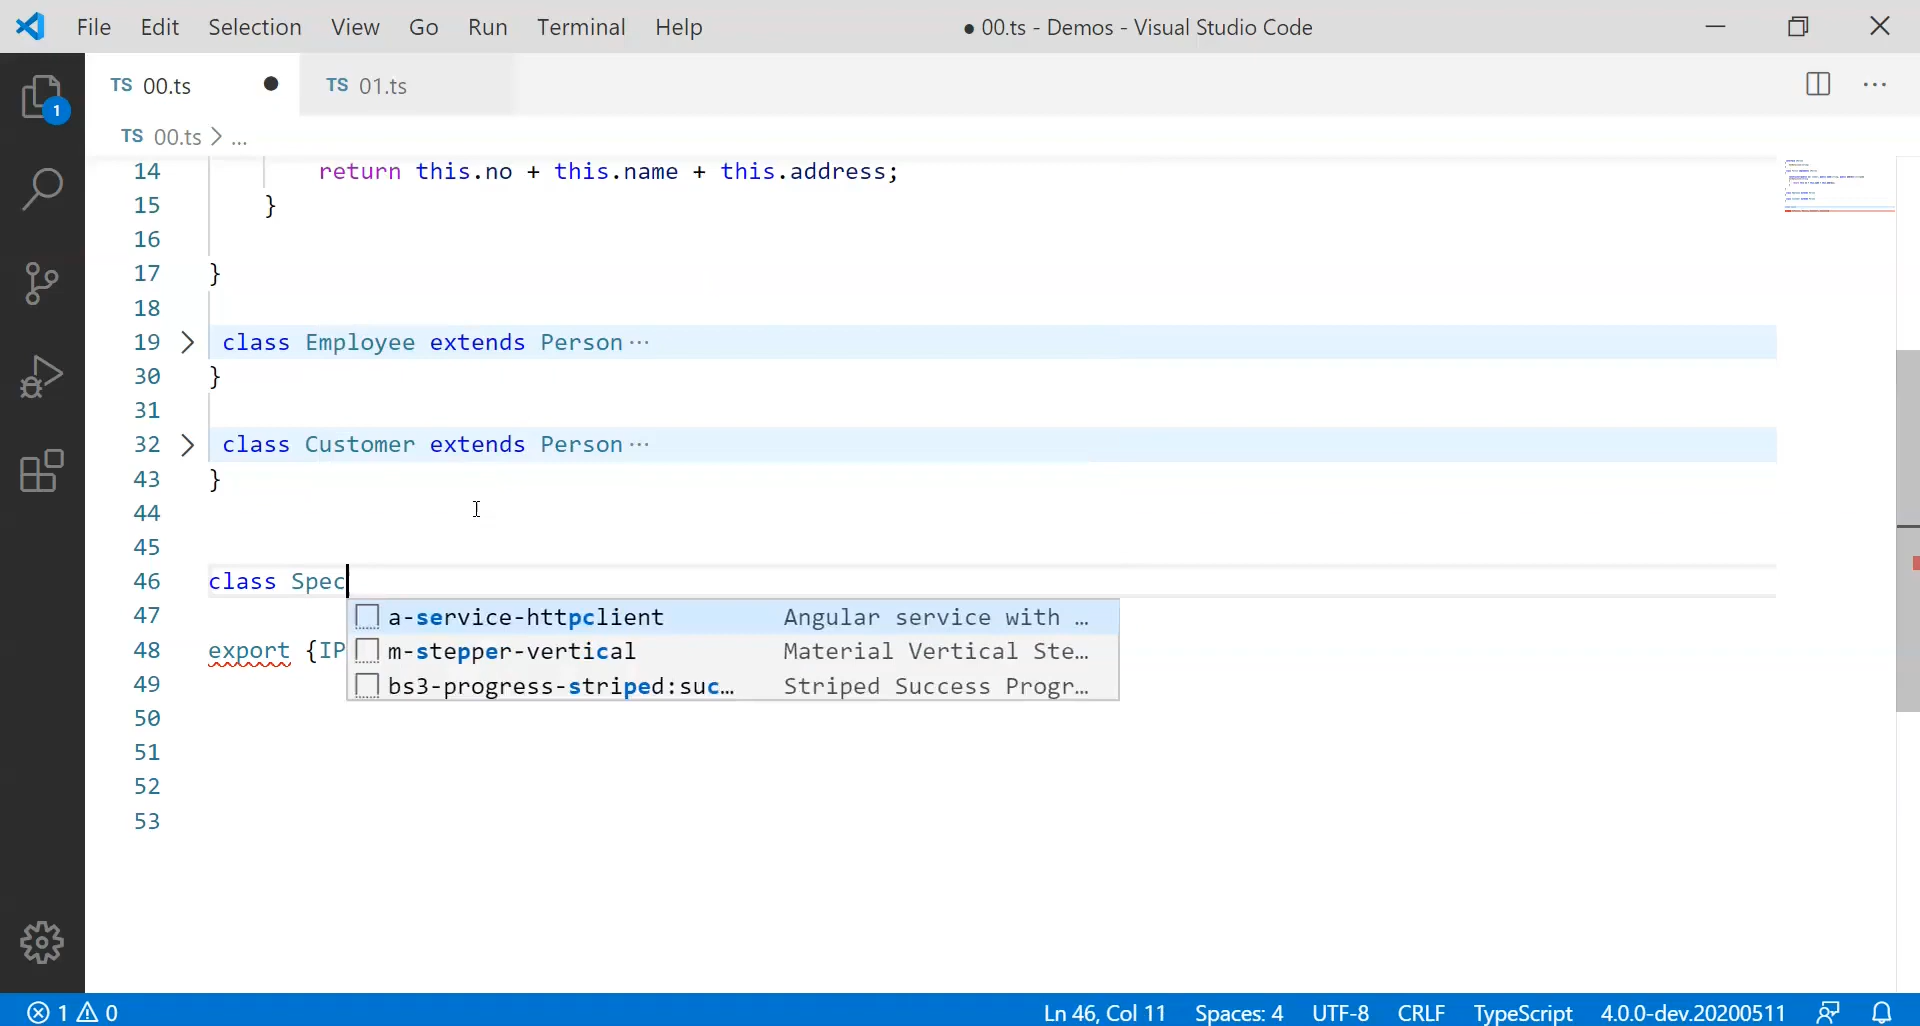 File Edit Selection View Go Run Terminal Help ● 00.ts - Demos - Visual Studio Code
TS 00.ts ● TS 01.ts ...
1
TS 00.ts > ...
14 return this.no + this.name + this.address;
15 }
16
17 }
18
19 class Employee extends Person...
30 }
31
32 class Customer extends Person...
43 }
44
45
46 class Spec
47 a-service-httpclient Angular service with ...
48 export {IP m-stepper-vertical Material Vertical Ste...
49 bs3-progress-striped:suc... Striped Success Progr...
50
51
52
53
1 0 Ln 46, Col 11 Spaces: 4 UTF-8 CRLF TypeScript 4.0.0-dev.20200511